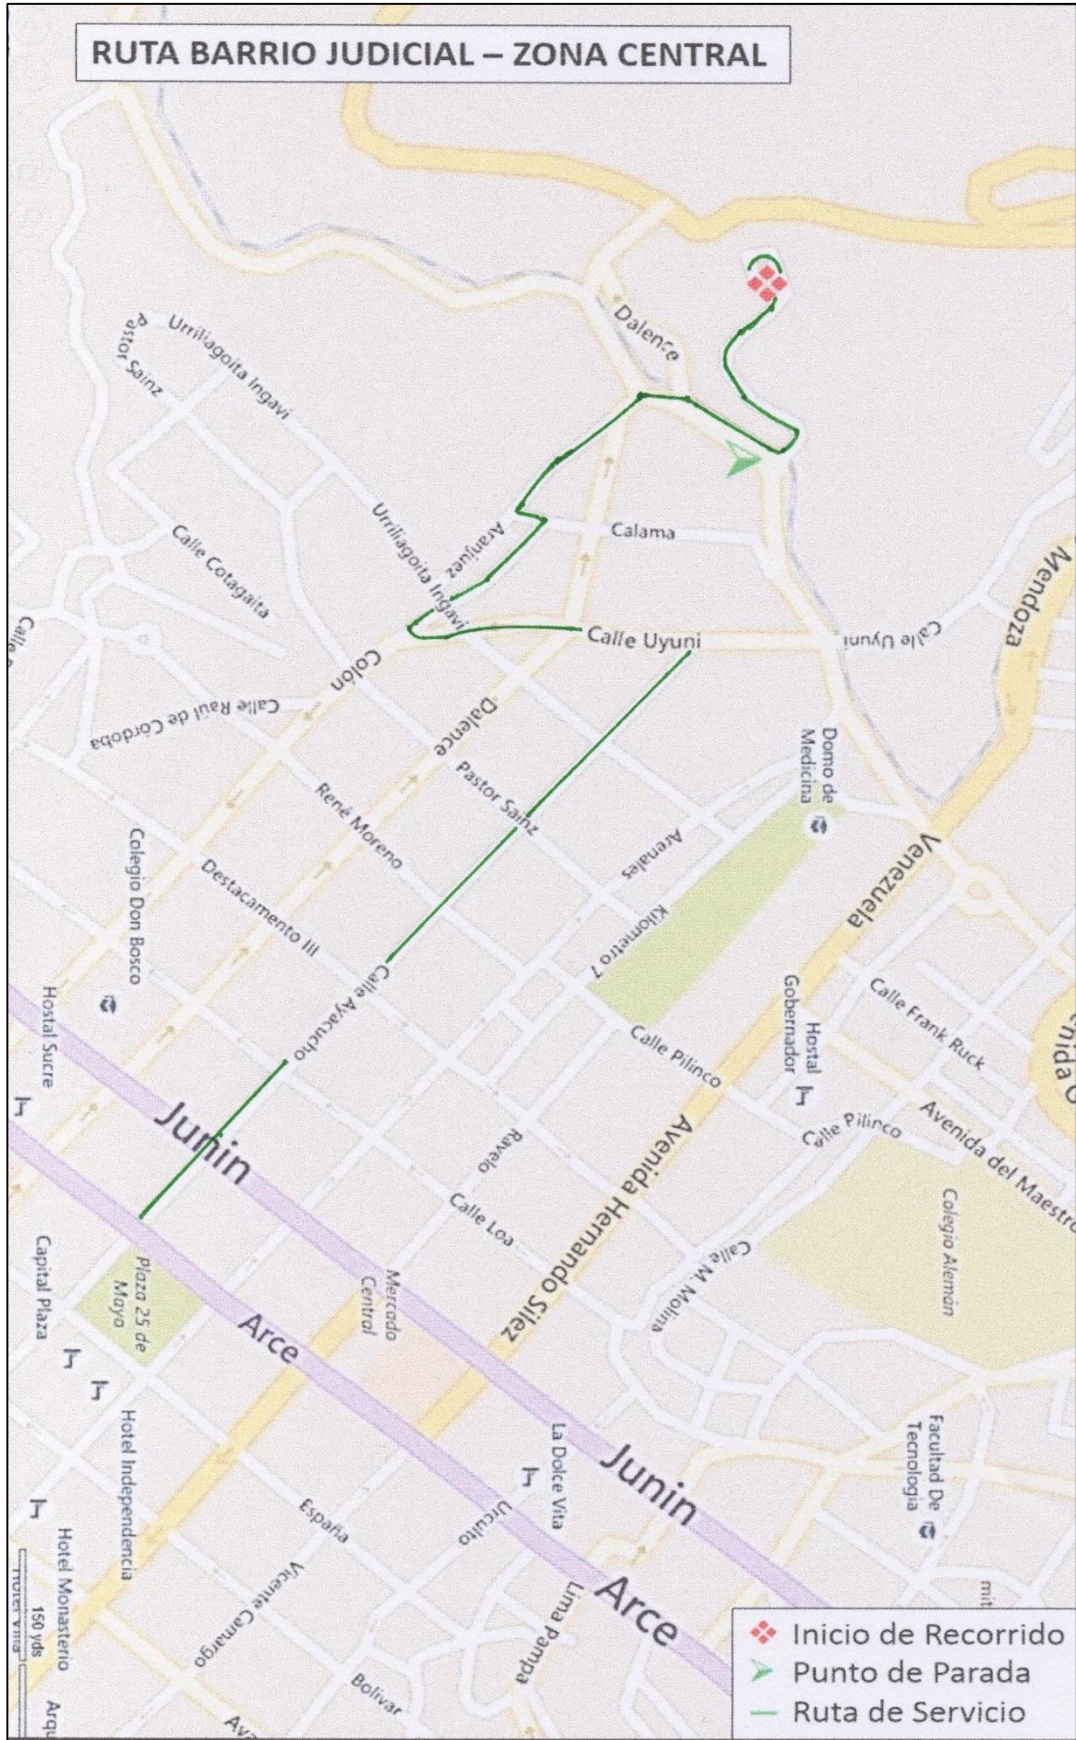 RUTA BARRIO JUDICIAL – ZONA CENTRAL
Dalence
Urriliagoita Ingavi
Pastor Sainz
Urriliagoita Ingavi
Aranjuez
Calama
Calle Cotagaita
Mendoza
Calle Uyuni
Calle Uyuni
Colón
Calle Raúl de Córdoba
Dalence
Pastor Sainz
Domo de
Medicina
René Moreno
Arenales
Venezuela
Colegio Don Bosco
Destacamento III
Kilometro 7
Calle Ayacucho
Hostal
Gobernador
Calle Frank Ruck
Hostal Sucre
Calle Pilinco
Junin
Calle Pilinco
Avenida del Maestro
Ravelo
Avenida Hernando Silez
Calle Loa
Colegio Alemán
Capital Plaza
Plaza 25 de
Mayo
Mercado
Central
Calle M. Molina
Arce
Hotel Independencia
La Dolce Vita
Junin
Facultad De
Tecnologia
España
Urcuito
Hotel Monasterio
Vicente Camargo
Lima Pampa
Arce
150 yds
Bolivar
Inicio de Recorrido
Punto de Parada
Ruta de Servicio